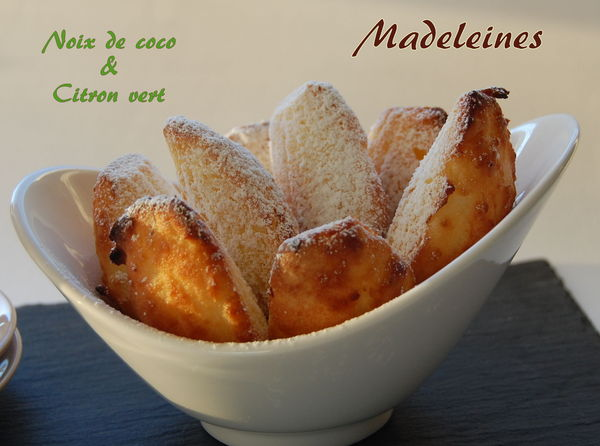 Noix de coco
&
Citron vert
Madeleines